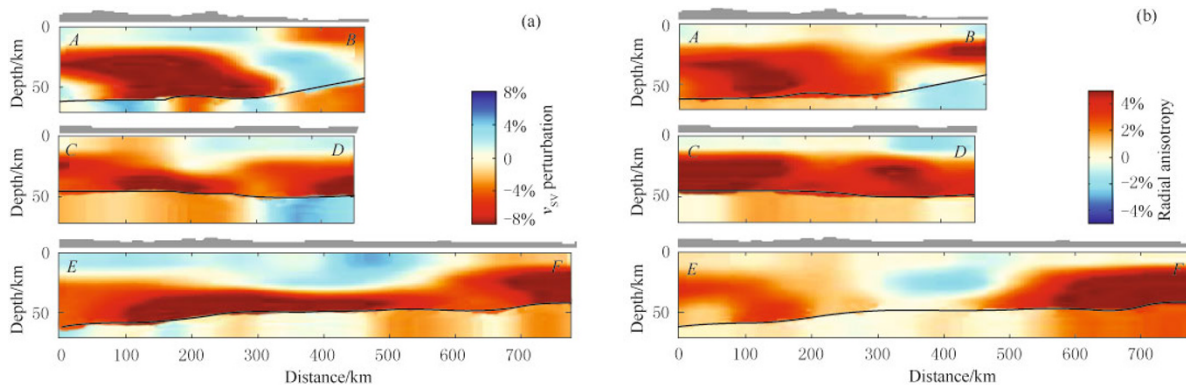 (a)
0
50
Depth/km
A
B
0
50
Depth/km
C
D
0
50
Depth/km
E
F
0
100
200
300
400
500
600
700
Distance/km
8%
4%
0
−4%
−8%
vSV perturbation
(b)
0
50
Depth/km
A
B
0
50
Depth/km
C
D
0
50
Depth/km
E
F
0
100
200
300
400
500
600
700
Distance/km
4%
2%
0
−2%
−4%
Radial anisotropy